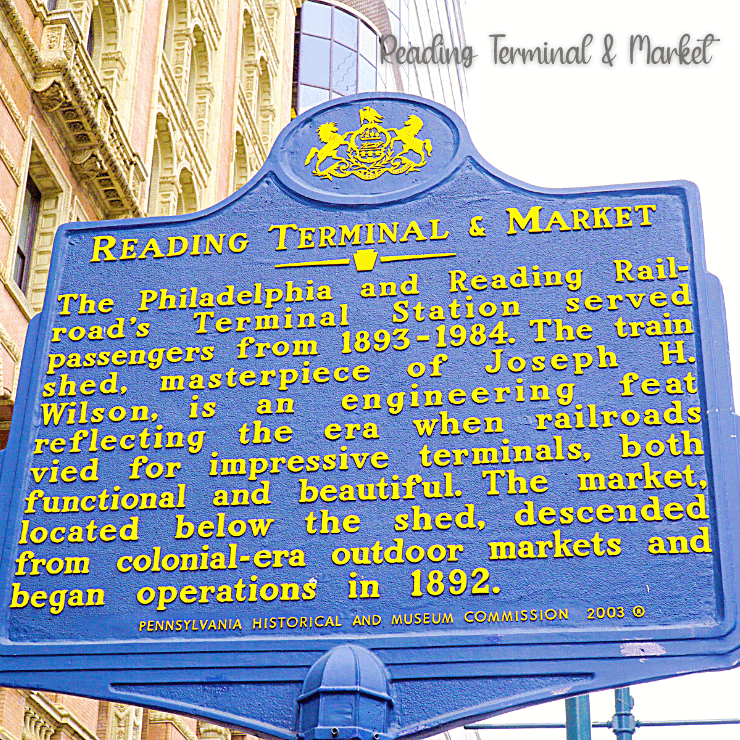 Reading Terminal & Market
READING TERMINAL & MARKET
The Philadelphia and Reading Rail-
road's Terminal Station served
passengers from 1893-1984. The train
shed, masterpiece of Joseph H.
Wilson, is an engineering feat
reflecting the era when railroads
vied for impressive terminals, both
functional and beautiful. The market,
located below the shed, descended
from colonial-era outdoor markets and
began operations in 1892.
PENNSYLVANIA HISTORICAL AND MUSEUM COMMISSION 2003 ®